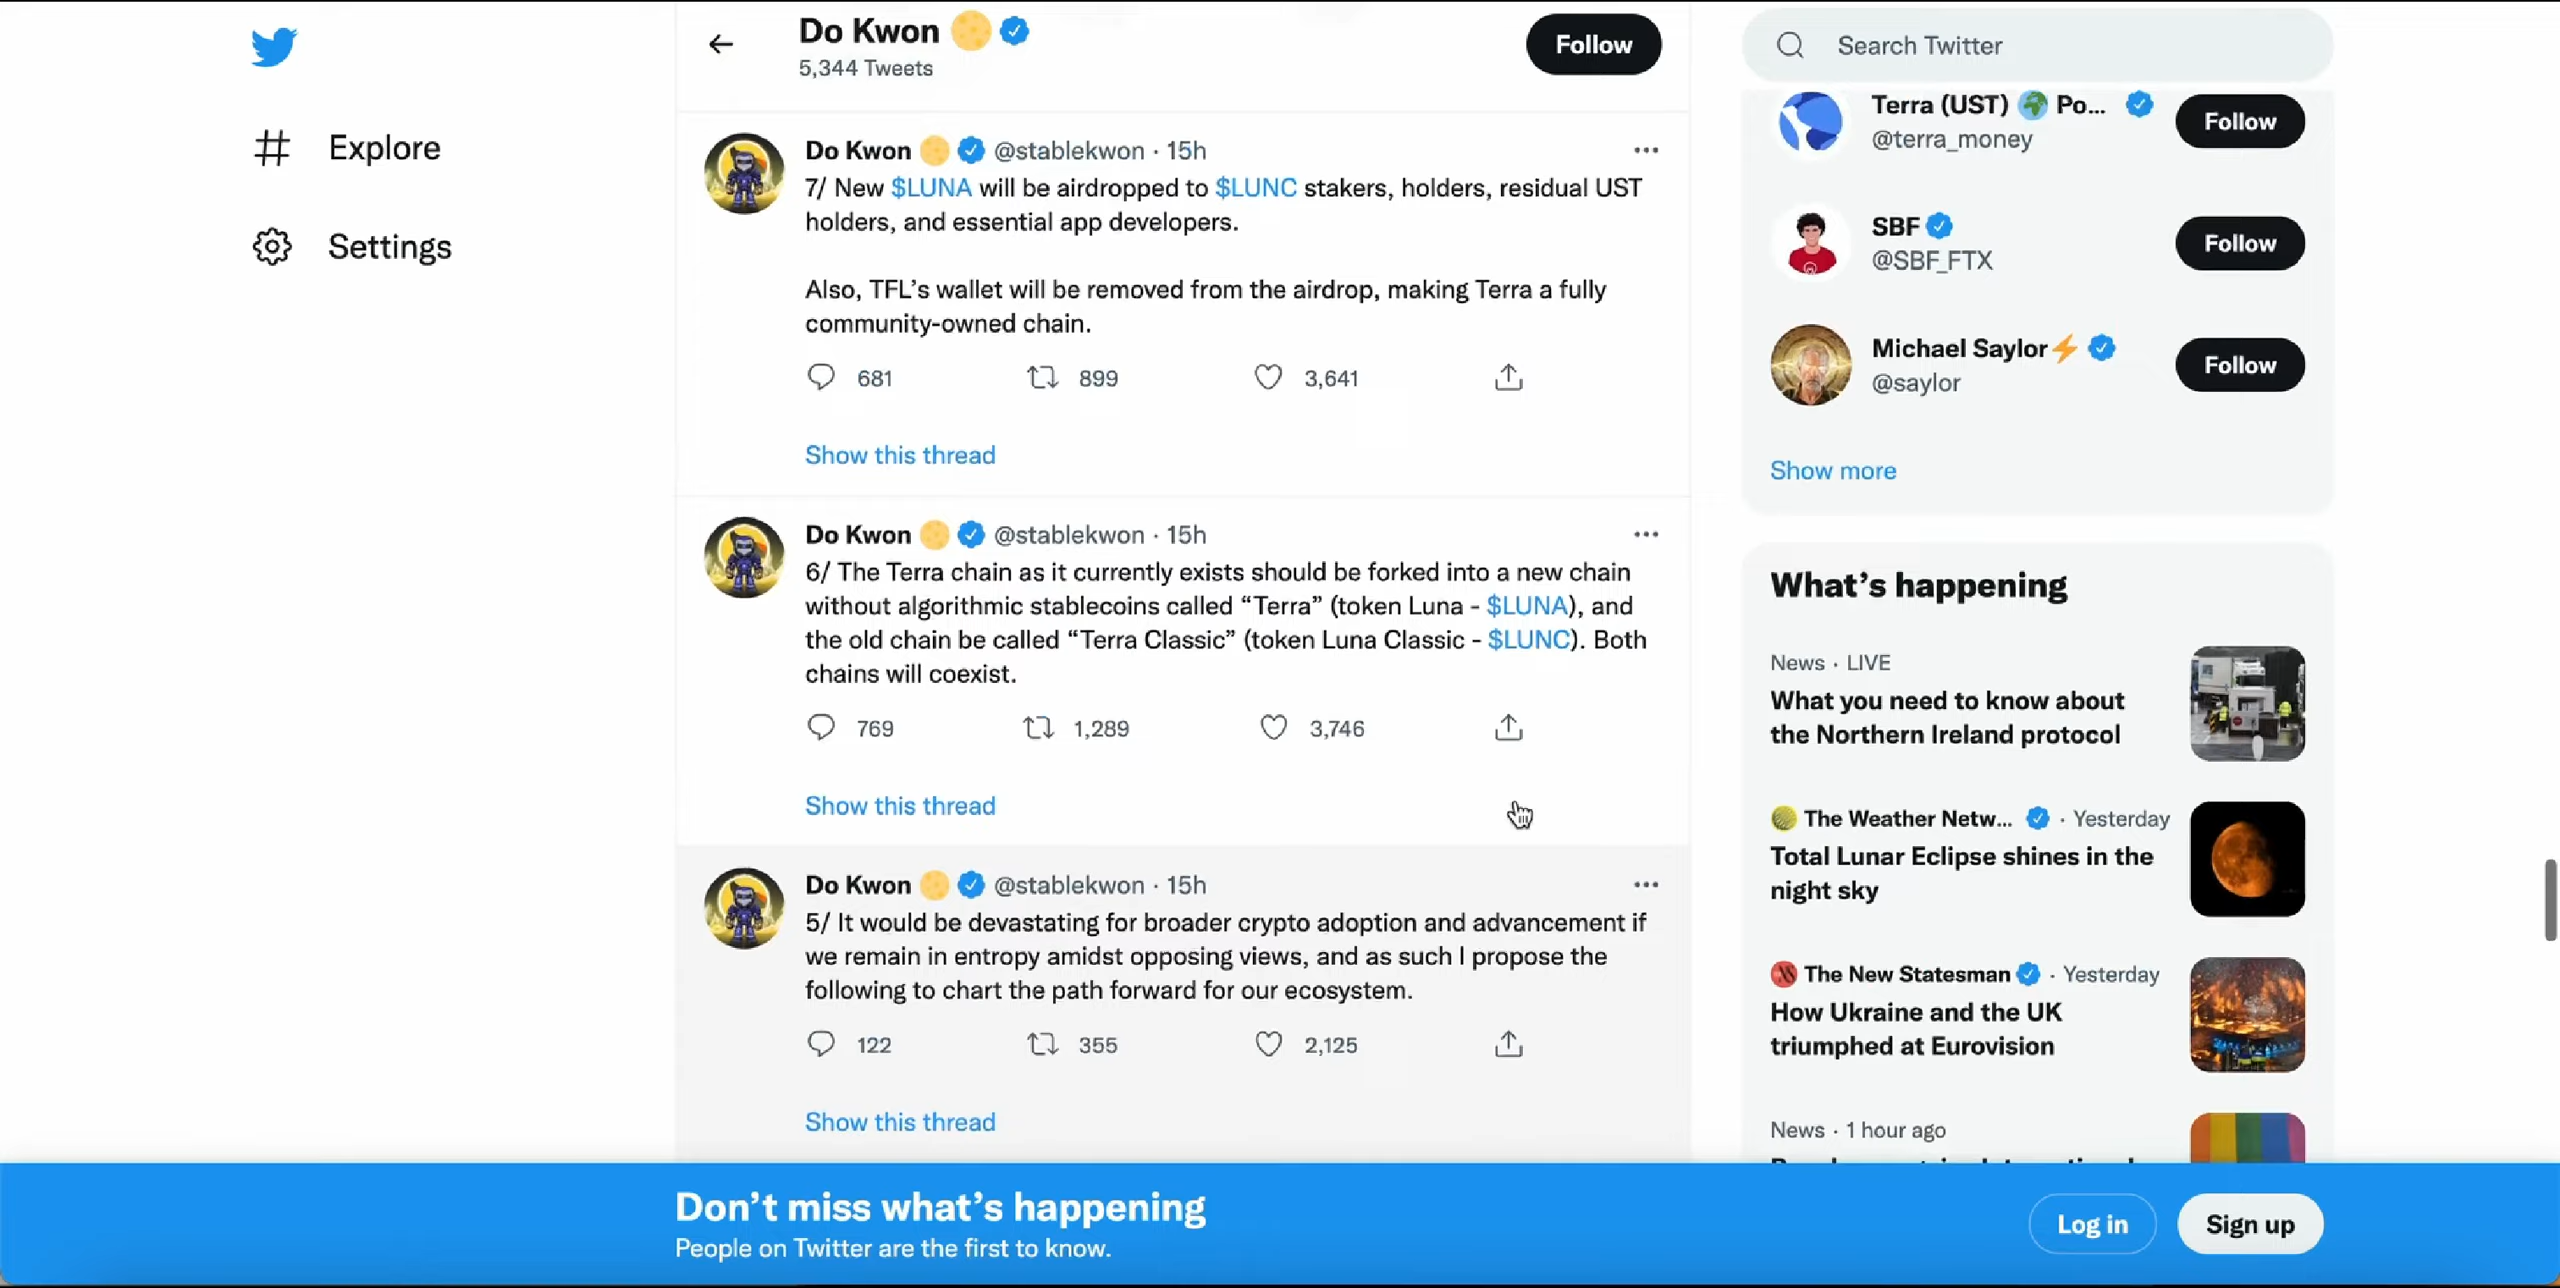 Explore
Settings
Do Kwon
5,344 Tweets
Follow
Do Kwon @stablekwon · 15h
7/ New $LUNA will be airdropped to $LUNC stakers, holders, residual UST
holders, and essential app developers.
Also, TFL’s wallet will be removed from the airdrop, making Terra a fully
community-owned chain.
681 899 3,641
Show this thread
Do Kwon @stablekwon · 15h
6/ The Terra chain as it currently exists should be forked into a new chain
without algorithmic stablecoins called “Terra” (token Luna - $LUNA), and
the old chain be called “Terra Classic” (token Luna Classic - $LUNC). Both
chains will coexist.
769 1,289 3,746
Show this thread
Do Kwon @stablekwon · 15h
5/ It would be devastating for broader crypto adoption and advancement if
we remain in entropy amidst opposing views, and as such I propose the
following to chart the path forward for our ecosystem.
122 355 2,125
Show this thread
Search Twitter
Terra (UST) Po...
@terra_money
Follow
SBF
@SBF_FTX
Follow
Michael Saylor
@saylor
Follow
Show more
What’s happening
News · LIVE
What you need to know about
the Northern Ireland protocol
The Weather Netw... · Yesterday
Total Lunar Eclipse shines in the
night sky
The New Statesman · Yesterday
How Ukraine and the UK
triumphed at Eurovision
News · 1 hour ago
Don’t miss what’s happening
People on Twitter are the first to know.
Log in
Sign up